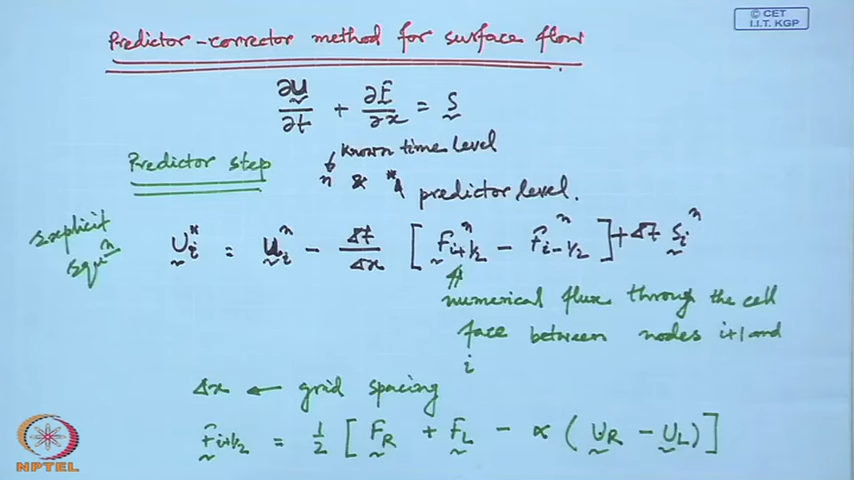 © CET
I.I.T. KGP
Predictor-corrector method for surface flow
∂U/∂t + ∂F/∂x = S
Predictor step
known time level
n & * predictor level.
explicit
equⁿ
U_i^* = U_i^n - Δt/Δx [F_{i+1/2}^n - F_{i-1/2}^n] + Δt S_i^n
numerical flux through the cell
face between nodes i+1 and
i
Δx ← grid spacing
F_{i+1/2} = 1/2 [F_R + F_L - α (U_R - U_L)]
NPTEL